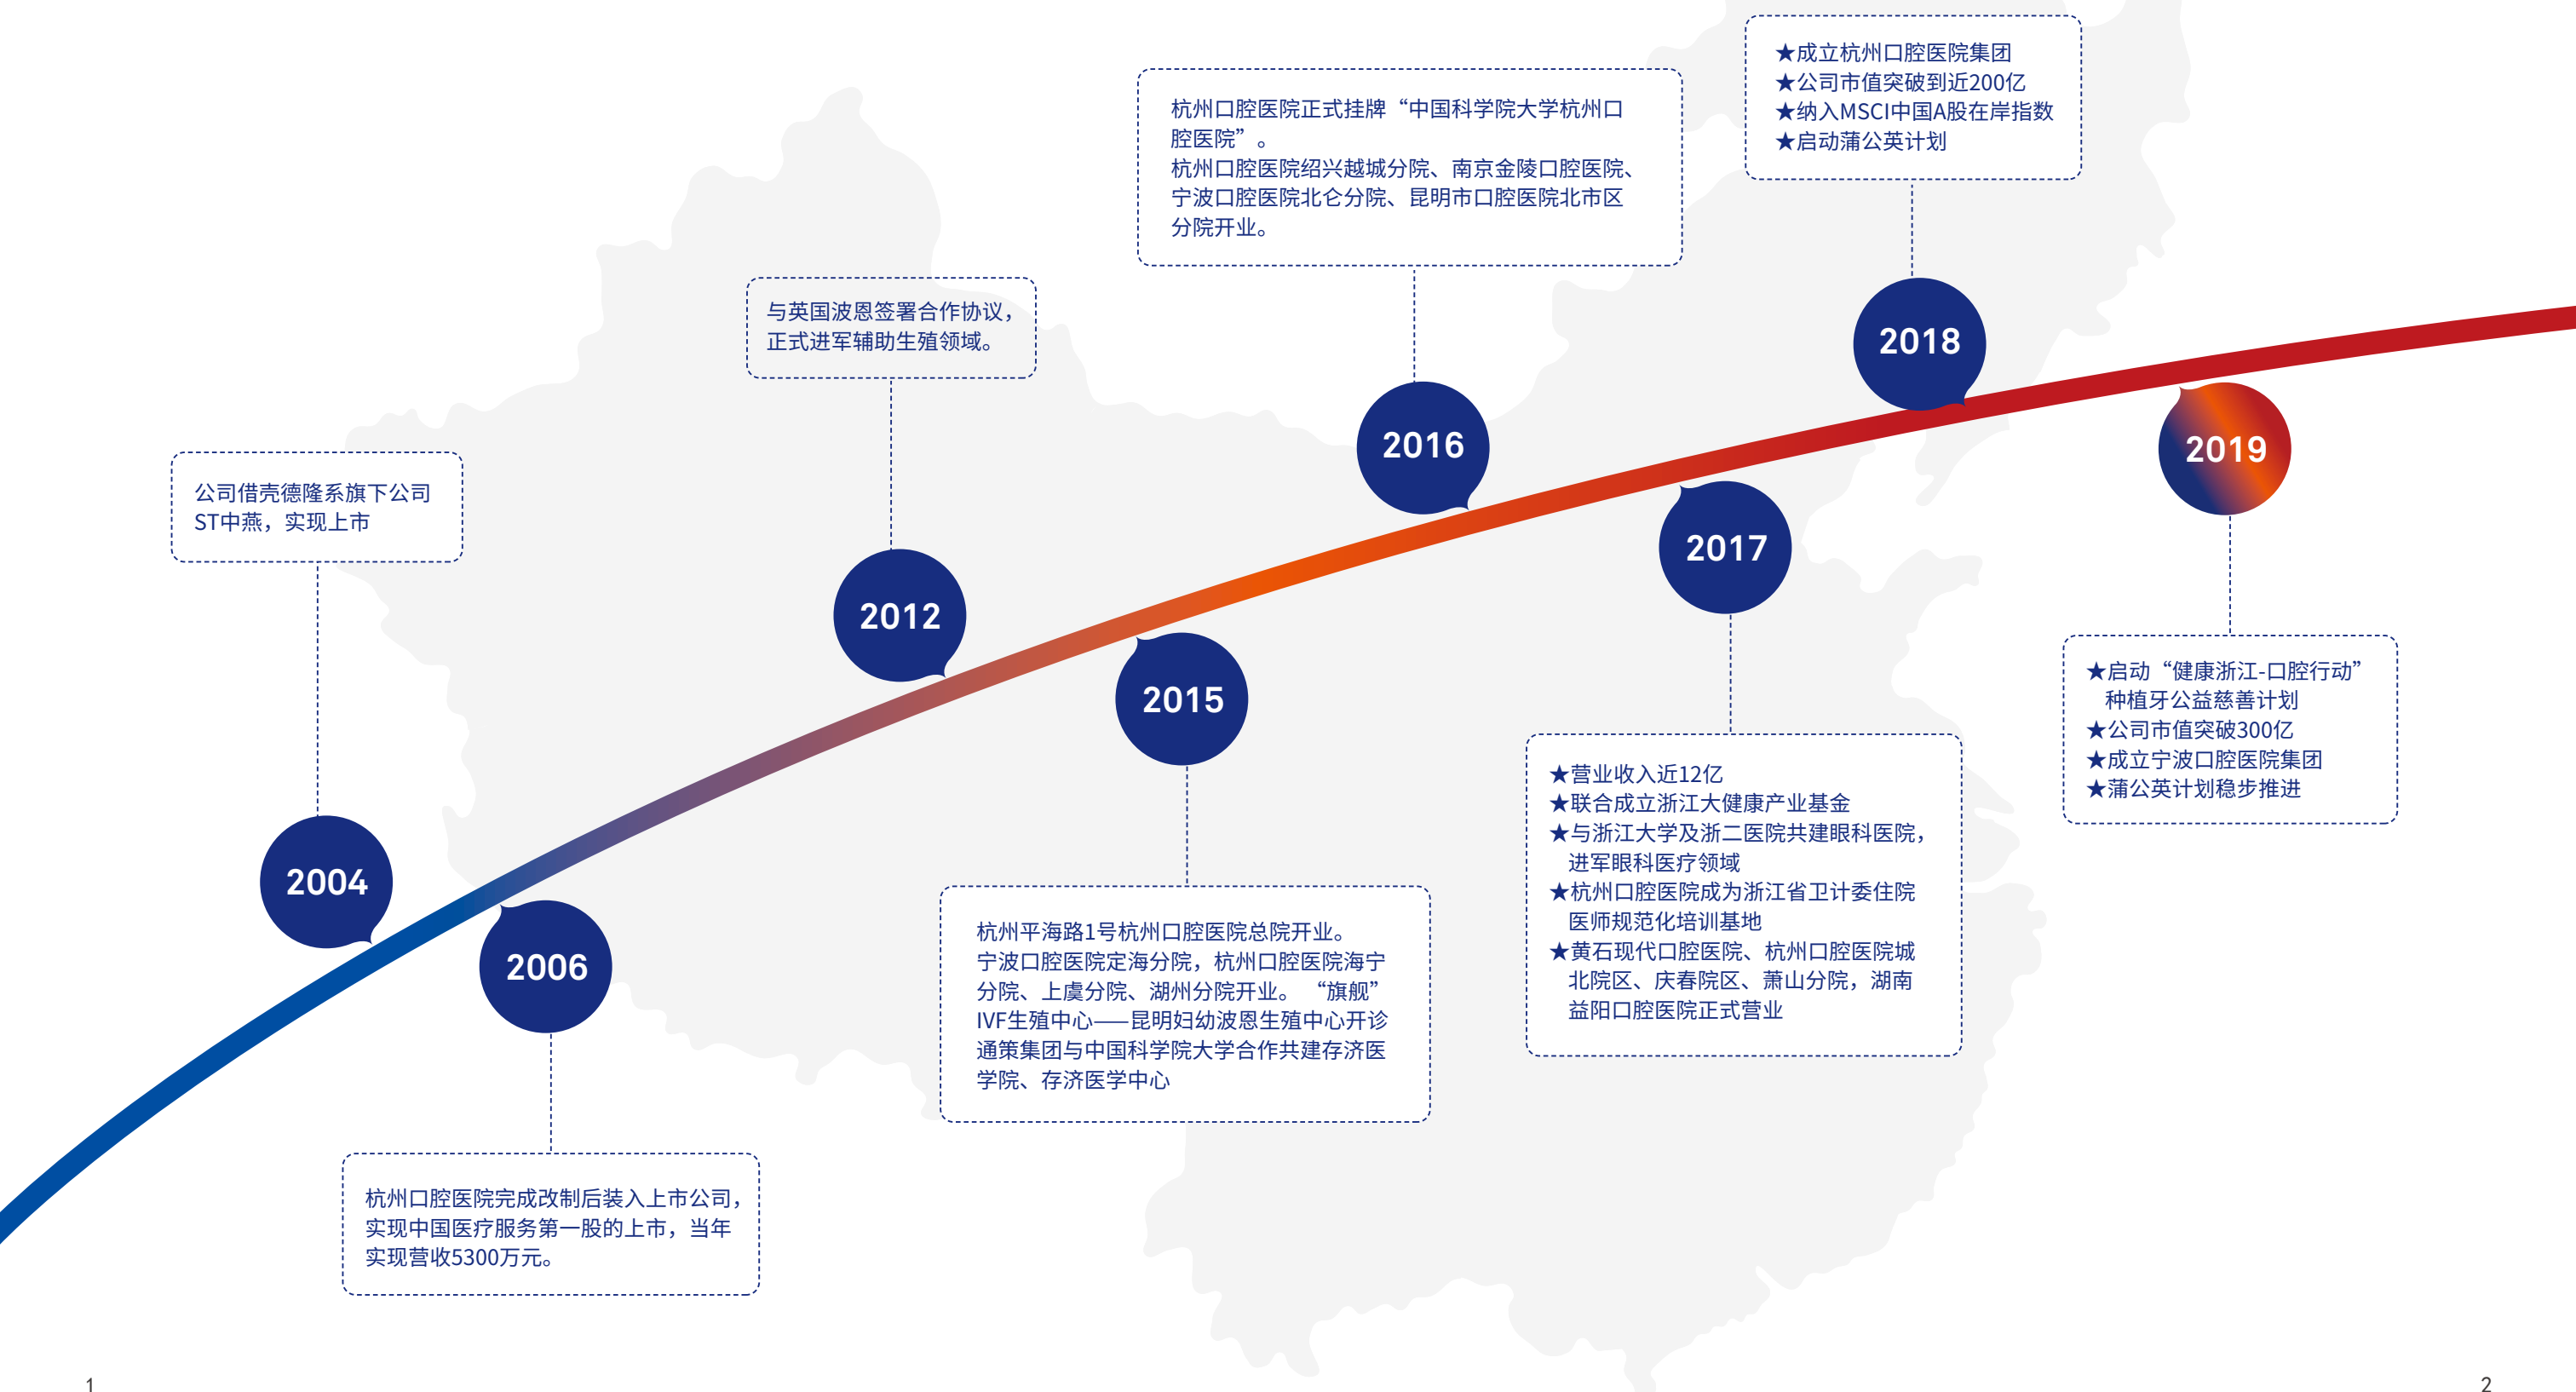 公司借壳德隆系旗下公司
ST中燕，实现上市
2004
2006
杭州口腔医院完成改制后装入上市公司，
实现中国医疗服务第一股的上市，当年
实现营收5300万元。
与英国波恩签署合作协议，
正式进军辅助生殖领域。
2012
2015
杭州平海路1号杭州口腔医院总院开业。
宁波口腔医院定海分院，杭州口腔医院海宁
分院、上虞分院、湖州分院开业。 “旗舰”
IVF生殖中心——昆明妇幼波恩生殖中心开诊
通策集团与中国科学院大学合作共建存济医
学院、存济医学中心
杭州口腔医院正式挂牌“中国科学院大学杭州口
腔医院”。
杭州口腔医院绍兴越城分院、南京金陵口腔医院、
宁波口腔医院北仑分院、昆明市口腔医院北市区
分院开业。
2016
2017
★营业收入近12亿
★联合成立浙江大健康产业基金
★与浙江大学及浙二医院共建眼科医院，
进军眼科医疗领域
★杭州口腔医院成为浙江省卫计委住院
医师规范化培训基地
★黄石现代口腔医院、杭州口腔医院城
北院区、庆春院区、萧山分院，湖南
益阳口腔医院正式营业
★成立杭州口腔医院集团
★公司市值突破到近200亿
★纳入MSCI中国A股在岸指数
★启动蒲公英计划
2018
2019
★启动“健康浙江-口腔行动”
种植牙公益慈善计划
★公司市值突破300亿
★成立宁波口腔医院集团
★蒲公英计划稳步推进
1
2